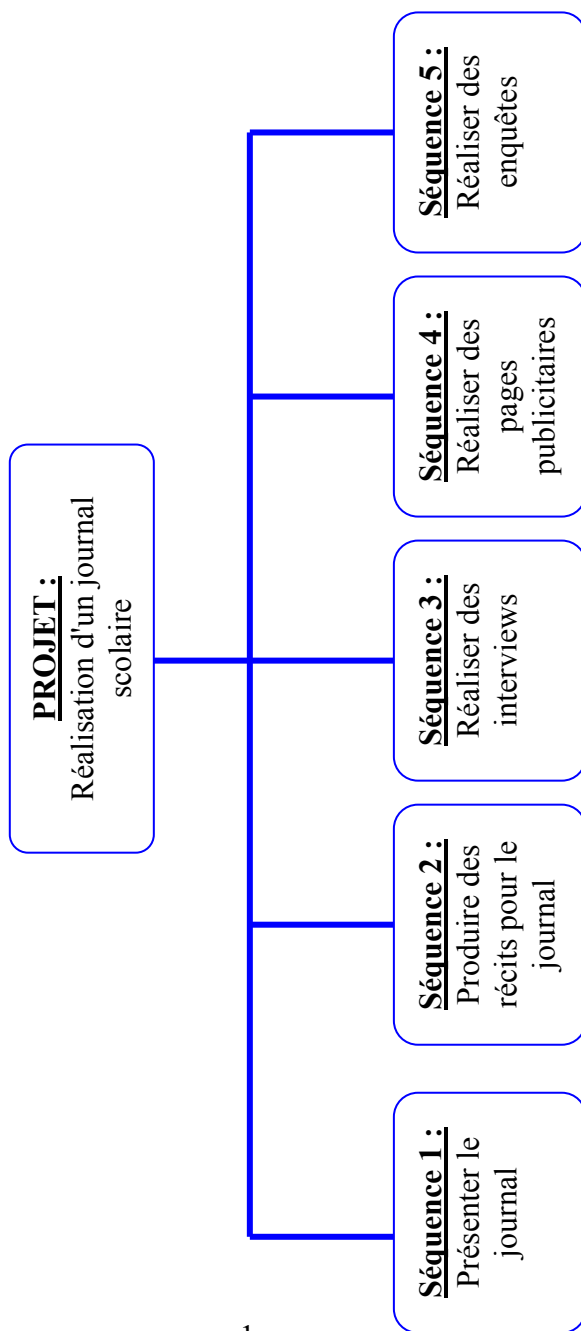 PROJET :
Réalisation d'un journal
scolaire
Séquence 1 :
Présenter le
journal
Séquence 2 :
Produire des
récits pour le
journal
Séquence 3 :
Réaliser des
interviews
Séquence 4 :
Réaliser des
pages
publicitaires
Séquence 5 :
Réaliser des
enquêtes